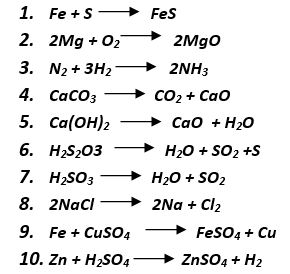 1. Fe + S ⟶ FeS
2. 2Mg + O₂ ⟶ 2MgO
3. N₂ + 3H₂ ⟶ 2NH₃
4. CaCO₃ ⟶ CO₂ + CaO
5. Ca(OH)₂ ⟶ CaO + H₂O
6. H₂S₂O3 ⟶ H₂O + SO₂ +S
7. H₂SO₃ ⟶ H₂O + SO₂
8. 2NaCl ⟶ 2Na + Cl₂
9. Fe + CuSO₄ ⟶ FeSO₄ + Cu
10. Zn + H₂SO₄ ⟶ ZnSO₄ + H₂